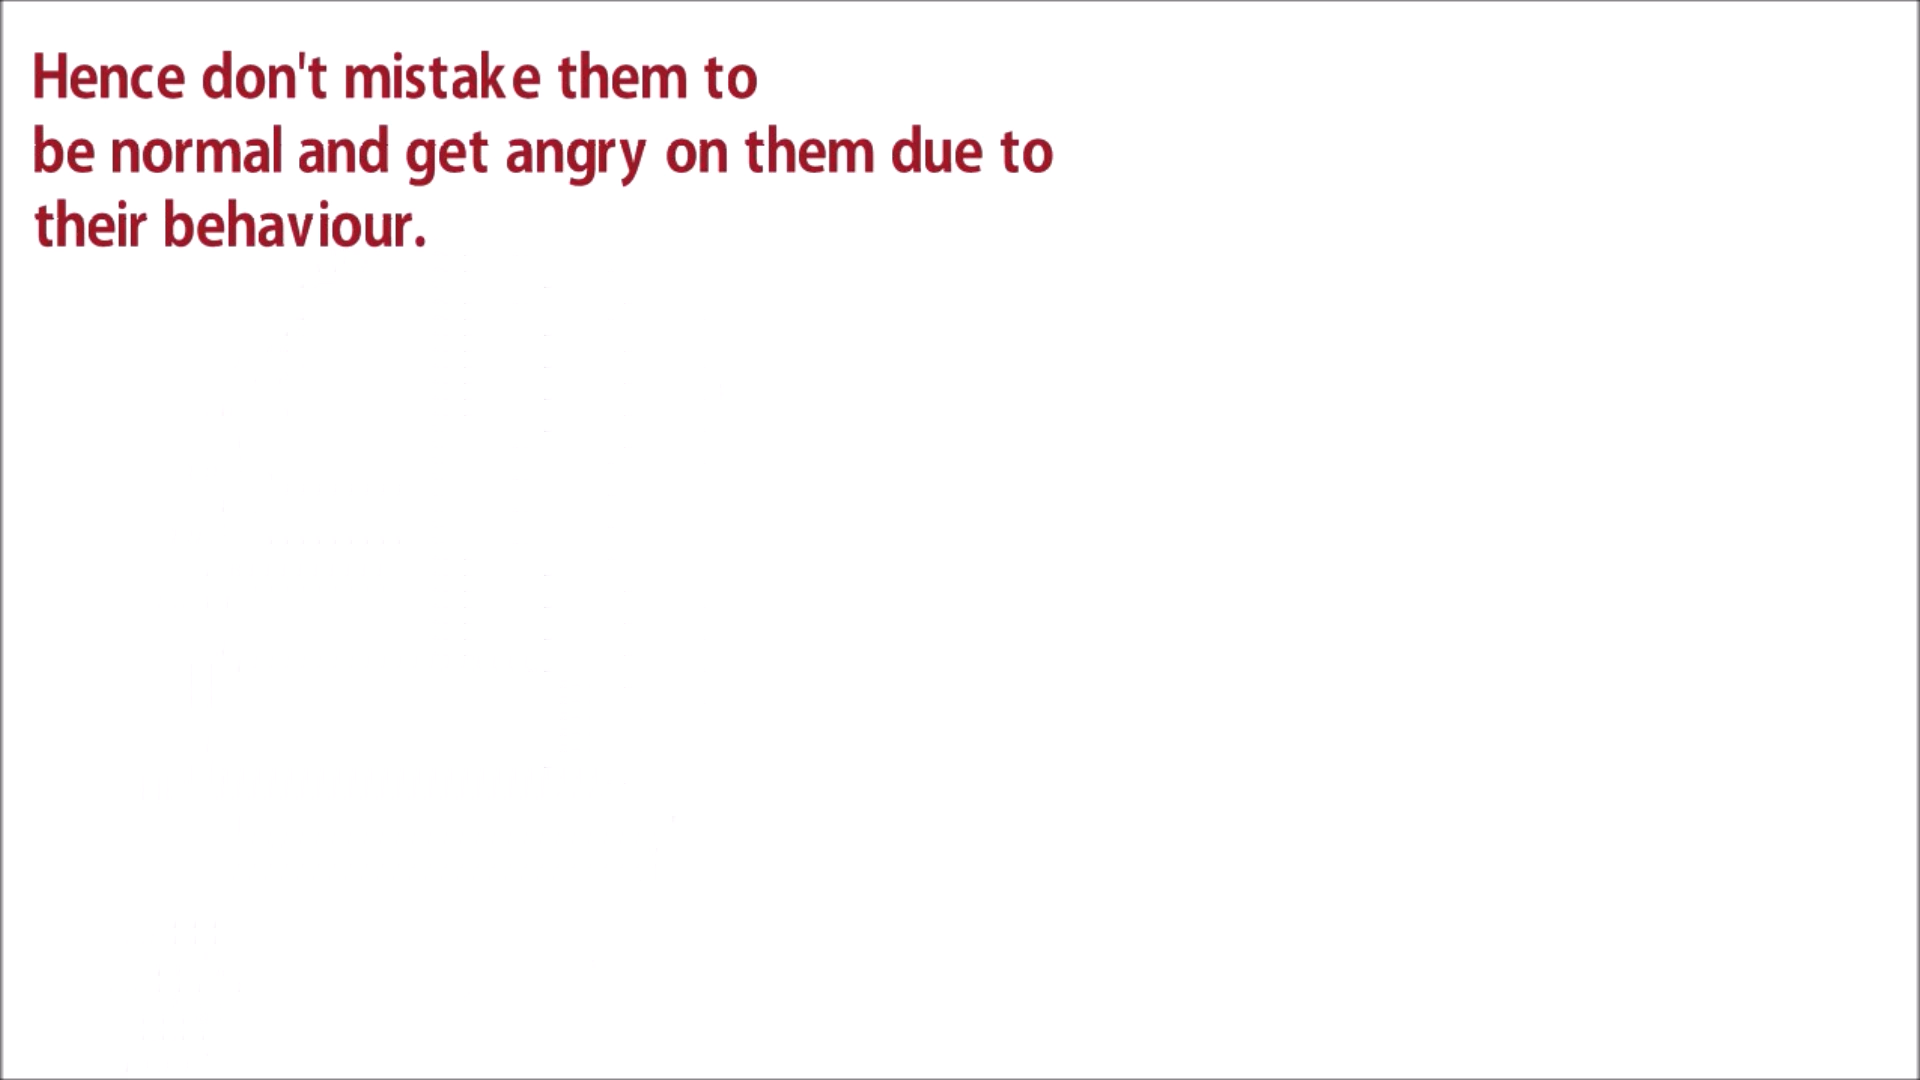 Hence don't mistake them to
be normal and get angry on them due to
their behaviour.